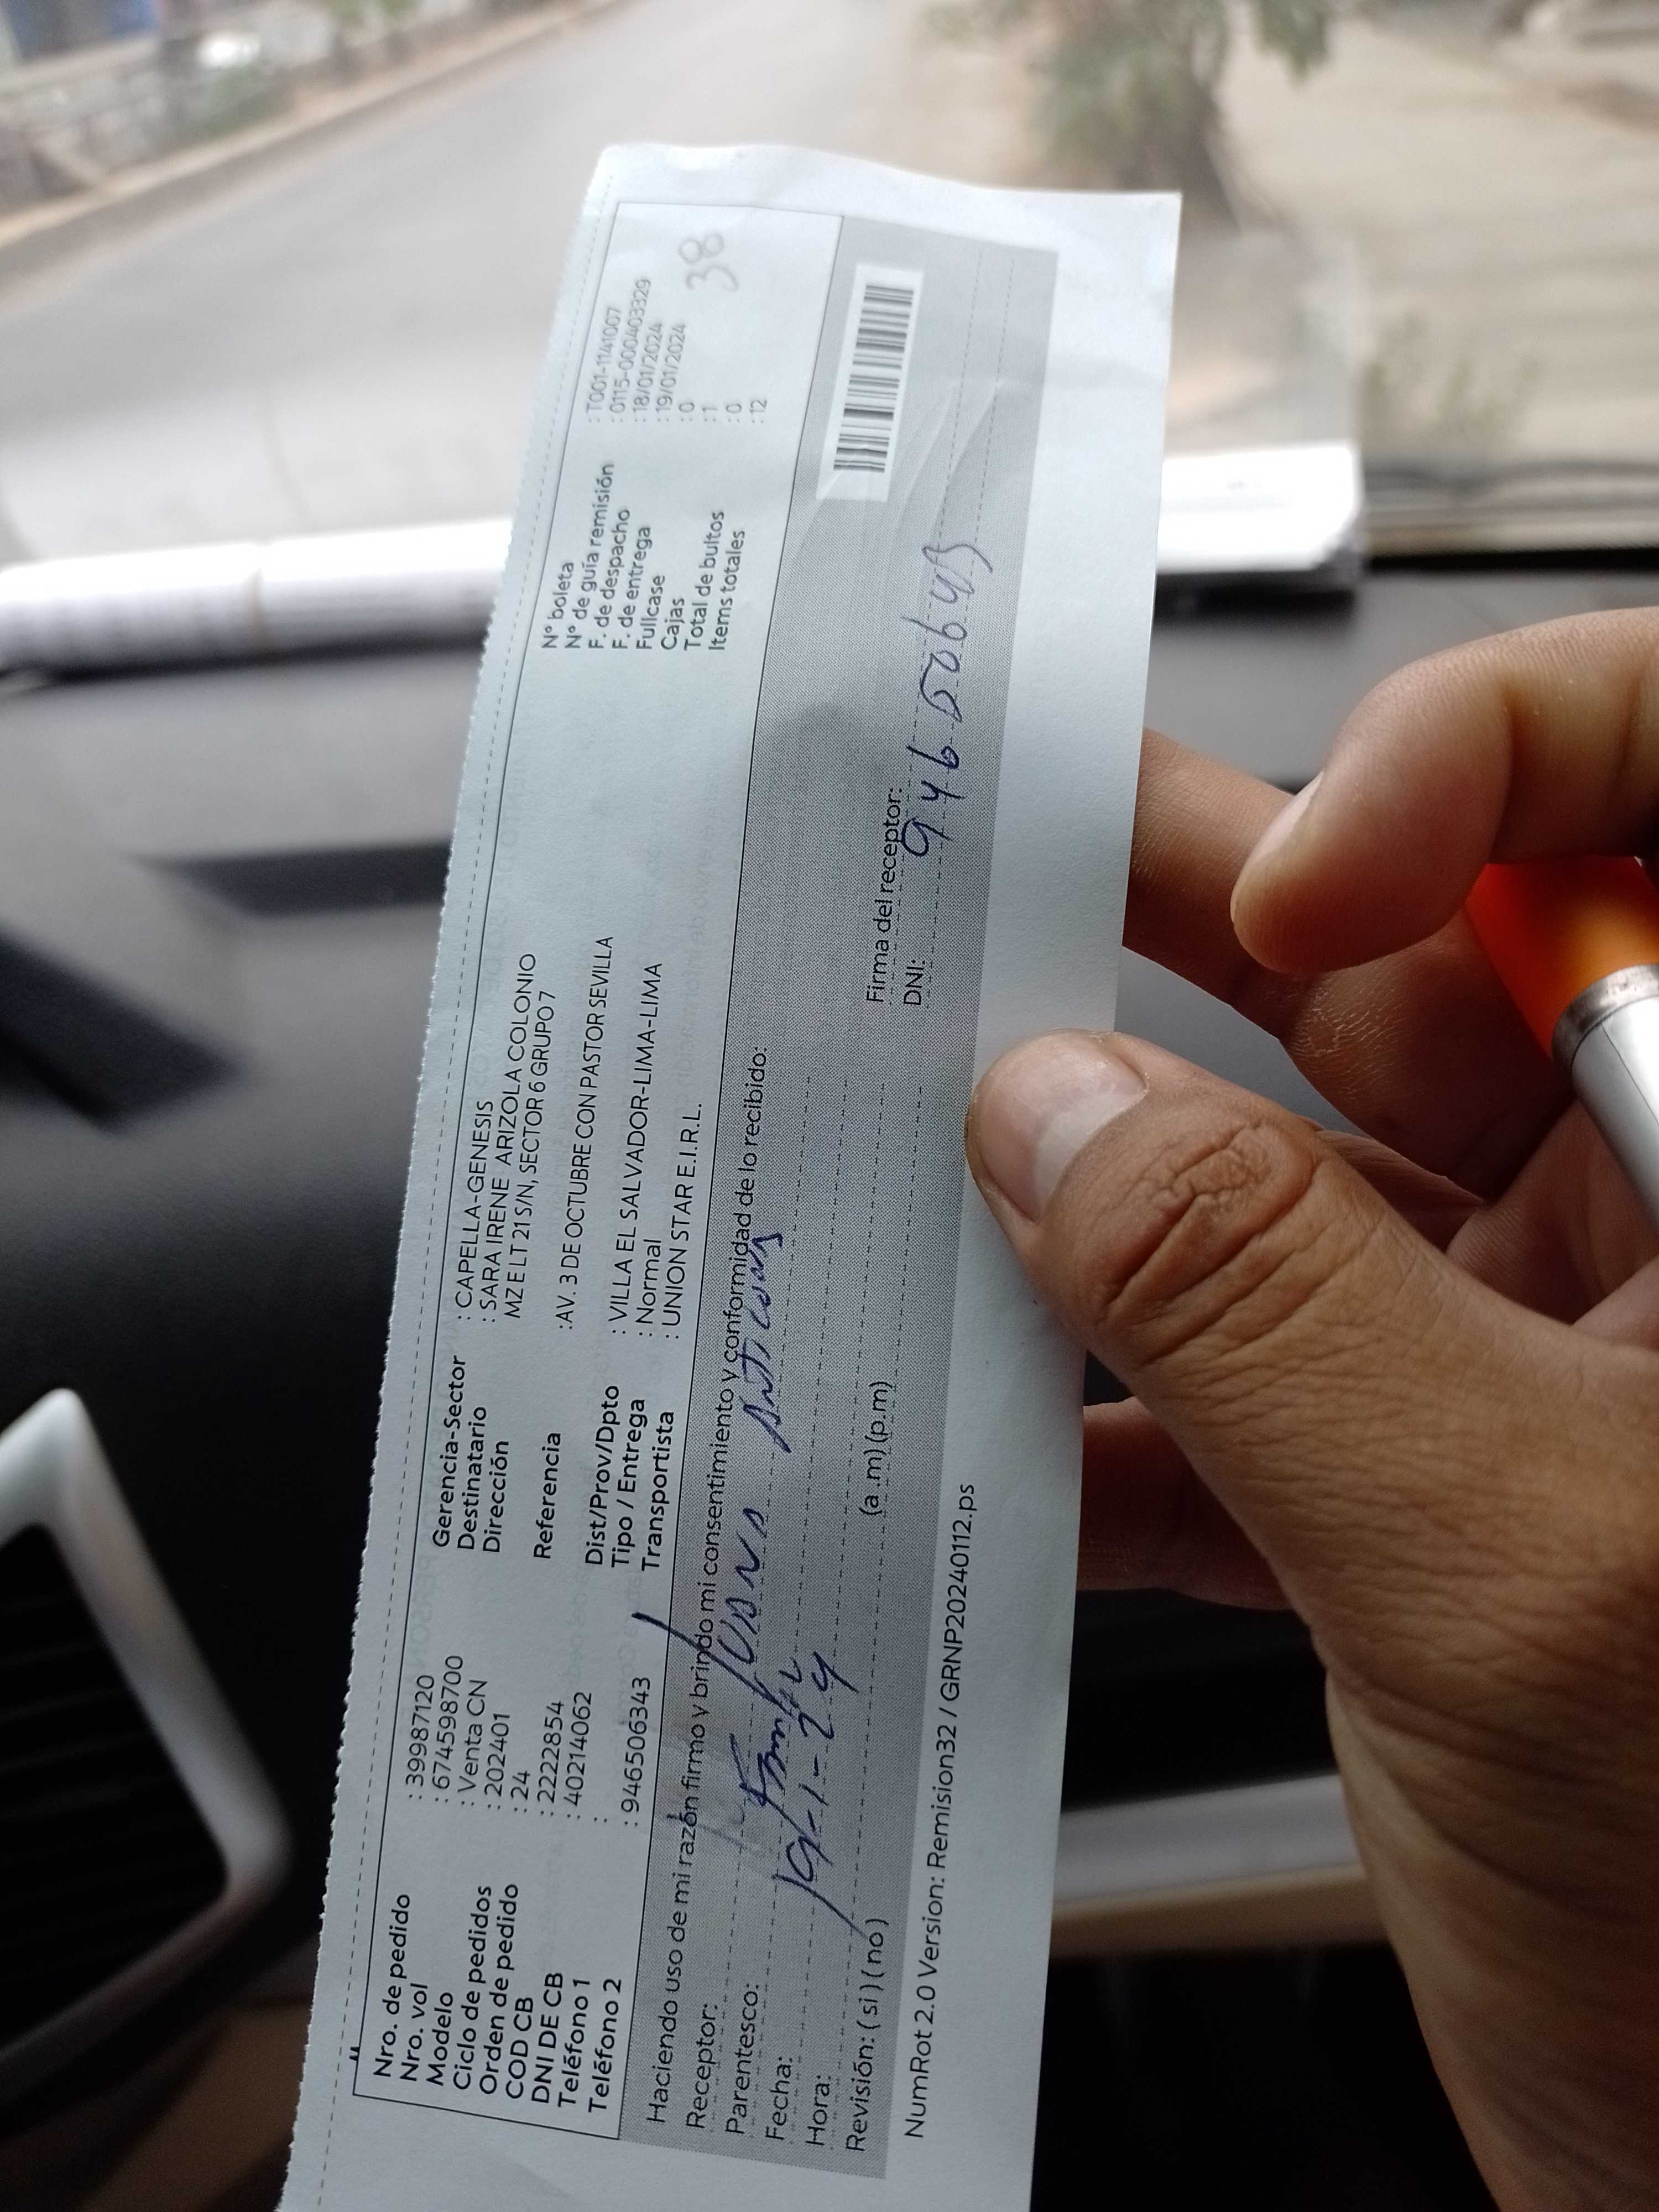 Nro. de pedido : 39987120
Nro. vol : 674598700
Modelo : Venta CN
Ciclo de pedidos : 202401
Orden de pedido : 24
COD CB : 2222854
DNI DE CB : 40214062
Teléfono 1 :
Teléfono 2 : 946506343
Gerencia-Sector : CAPELLA-GENESIS
Destinatario : SARA IRENE ARIZOLA COLONIO
Dirección MZ E LT 21 S/N, SECTOR 6 GRUPO 7
Referencia :AV. 3 DE OCTUBRE CON PASTOR SEVILLA
Dist/Prov/Dpto : VILLA EL SALVADOR-LIMA-LIMA
Tipo / Entrega : Normal
Transportista : UNION STAR E.I.R.L.
N° boleta : T001-1141007
N° de guía remisión : 0115-000403329
F. de despacho : 18/01/2024
F. de entrega : 19/01/2024
Fullcase : 0
Cajas : 1
Total de bultos : 0
Items totales : 12
38
Haciendo uso de mi razón firmo y brindo mi consentimiento y conformidad de lo recibido:
Receptor:
Parentesco:
Fecha: 19-1-24
Hora: (a .m) (p.m)
Revisión: ( si ) ( no )
Firma del receptor:
DNI:
NumRot 2.0 Version: Remision32 / GRNP20240112.ps